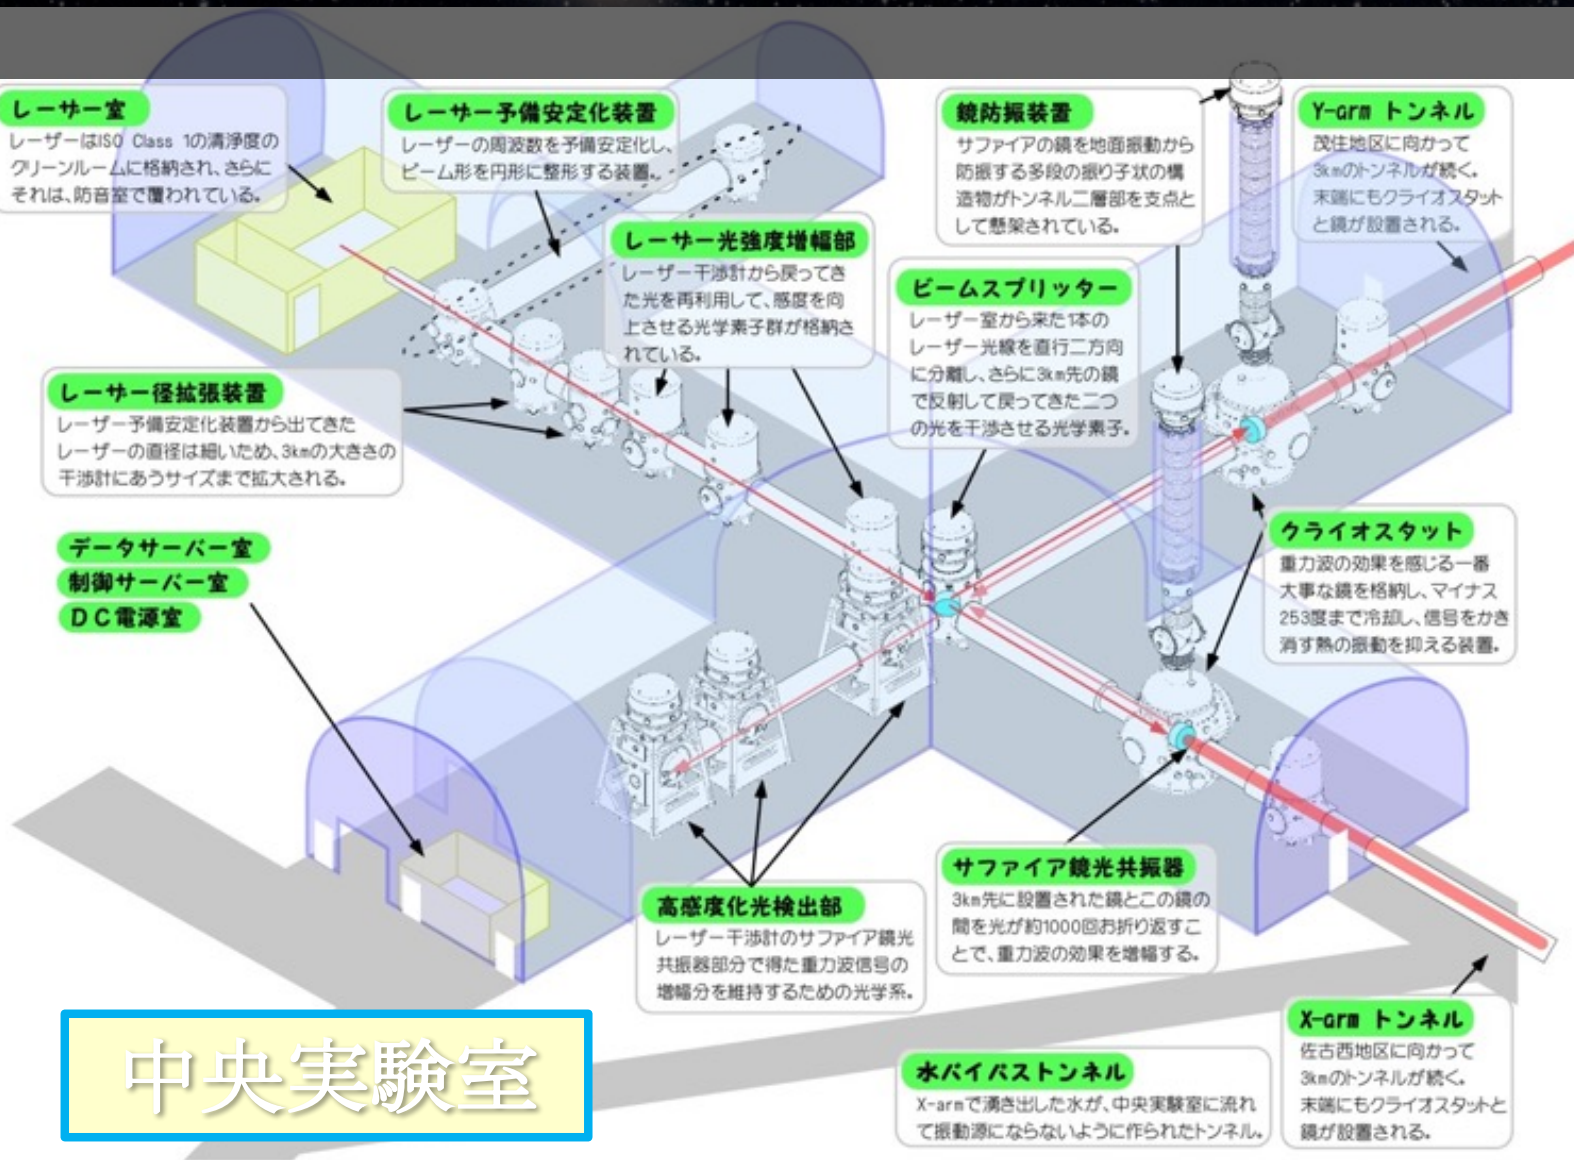 レーザー室
レーザーはISO Class 1の清浄度の
クリーンルームに格納され、さらに
それは、防音室で覆われている。
レーザー予備安定化装置
レーザーの周波数を予備安定化し、
ビーム形を円形に整形する装置。
レーザー光強度増幅部
レーザー干渉計から戻ってき
た光を再利用して、感度を向
上させる光学素子群が格納さ
れている。
鏡防振装置
サファイアの鏡を地面振動から
防振する多段の振り子状の構
造物がトンネル二層部を支点と
して懸架されている。
Y-arm トンネル
茂住地区に向かって
3kmのトンネルが続く。
末端にもクライオスタット
と鏡が設置される。
ビームスプリッター
レーザー室から来た1本の
レーザー光線を直行二方向
に分離し、さらに3km先の鏡
で反射して戻ってきた二つ
の光を干渉させる光学素子。
レーザー径拡張装置
レーザー予備安定化装置から出てきた
レーザーの直径は細いため、3kmの大きさの
干渉計にあうサイズまで拡大される。
データサーバー室
制御サーバー室
DC電源室
クライオスタット
重力波の効果を感じる一番
大事な鏡を格納し、マイナス
253度まで冷却し、信号をかき
消す熱の振動を抑える装置。
高感度化光検出部
レーザー干渉計のサファイア鏡光
共振器部分で得た重力波信号の
増幅分を維持するための光学系。
サファイア鏡光共振器
3km先に設置された鏡とこの鏡の
間を光が約1000回お折り返すこ
とで、重力波の効果を増幅する。
X-arm トンネル
佐古西地区に向かって
3kmのトンネルが続く。
末端にもクライオスタットと
鏡が設置される。
水バイパストンネル
X-armで湧き出した水が、中央実験室に流れ
て振動源にならないように作られたトンネル。
中央実験室